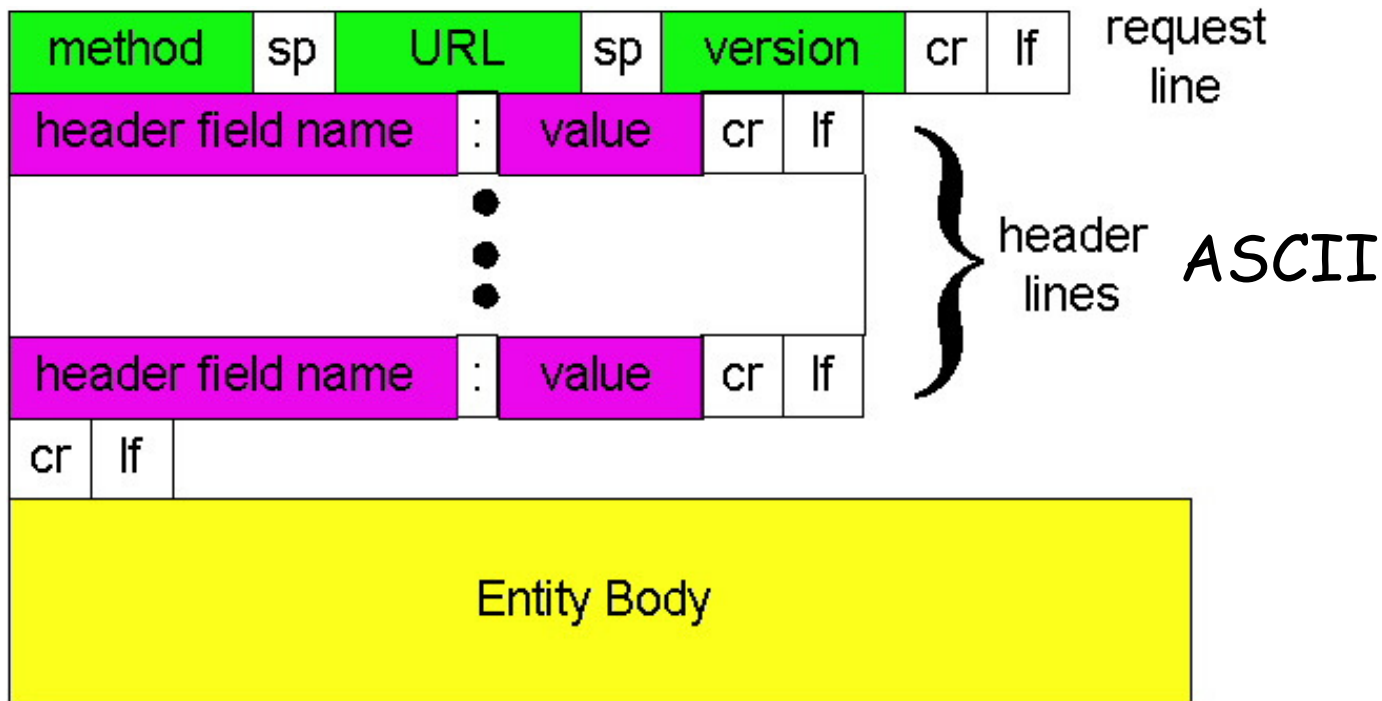 method sp URL sp version cr lf
request
line
header field name : value cr lf
header
lines
ASCII
header field name : value cr lf
cr lf
Entity Body